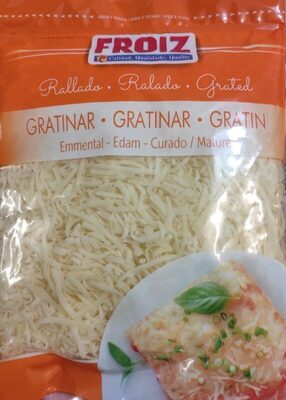 FROIZ
Calidad, Qualidade, Quality
Rallado • Ralado • Grated
GRATINAR • GRATINAR • GRATIN
Emmental - Edam - Curado / Mature